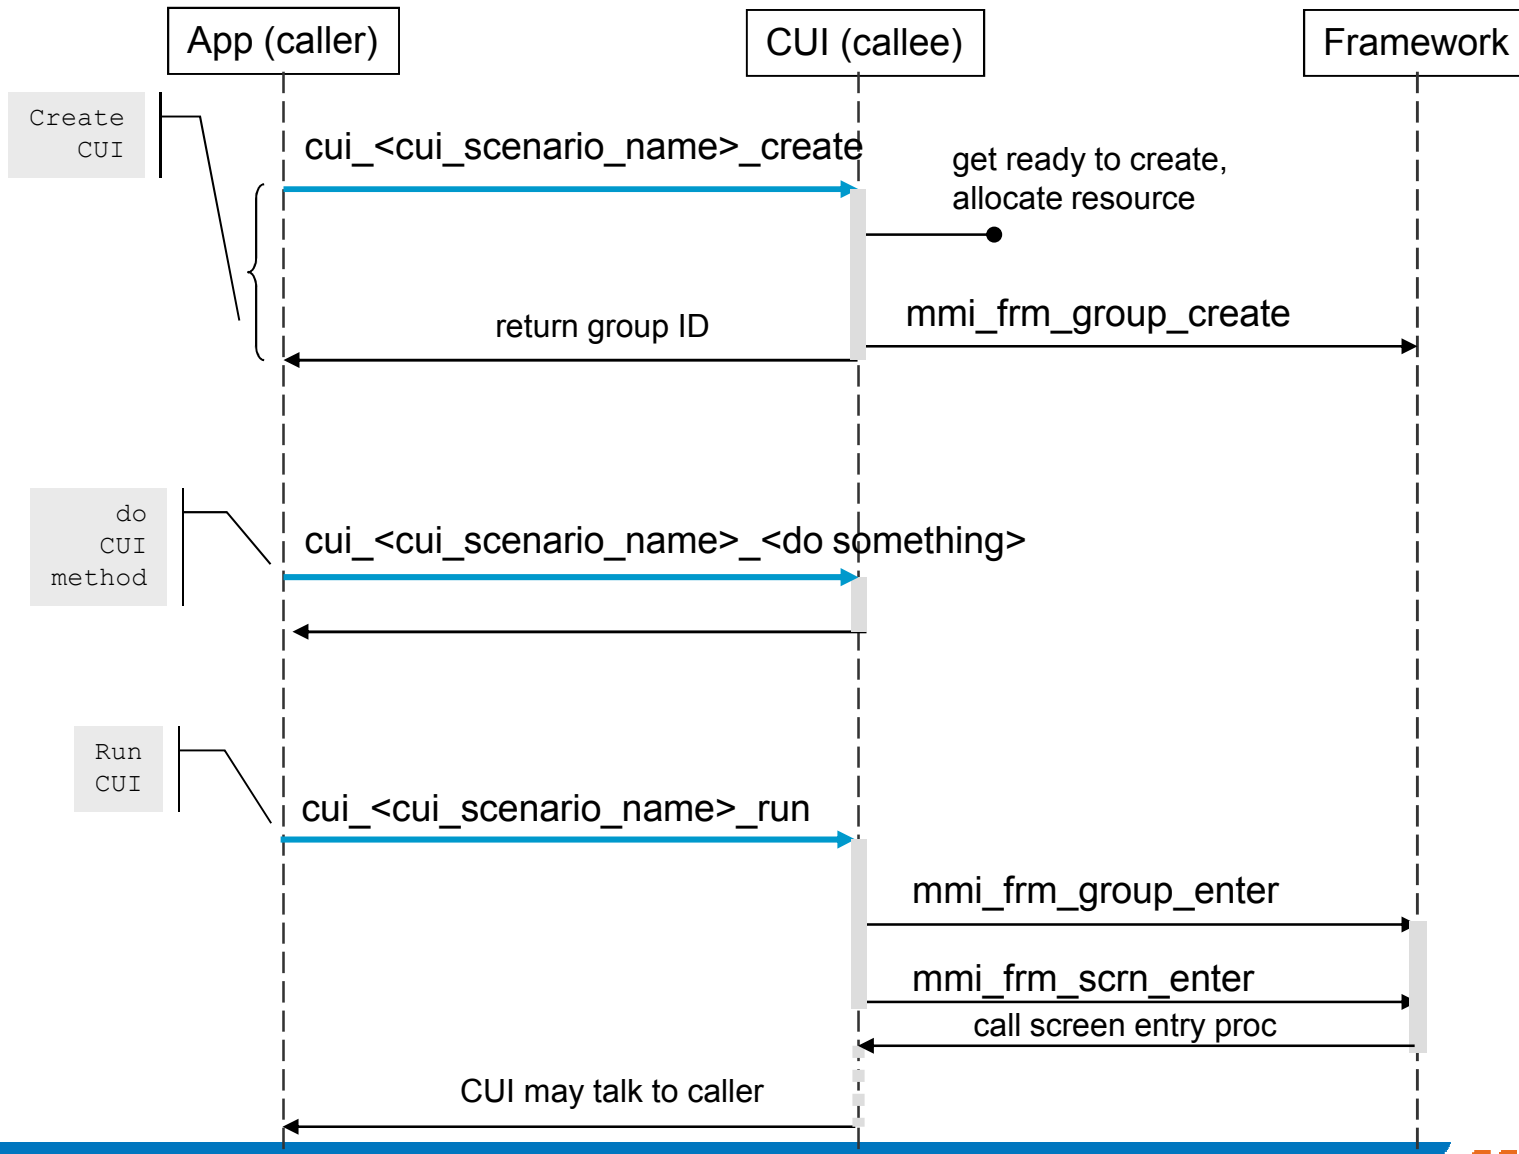 App (caller)
CUI (callee)
Framework
Create
CUI
cui_<cui_scenario_name>_create
get ready to create,
allocate resource
return group ID
mmi_frm_group_create
do
CUI
method
cui_<cui_scenario_name>_<do something>
Run
CUI
cui_<cui_scenario_name>_run
mmi_frm_group_enter
mmi_frm_scrn_enter
call screen entry proc
CUI may talk to caller